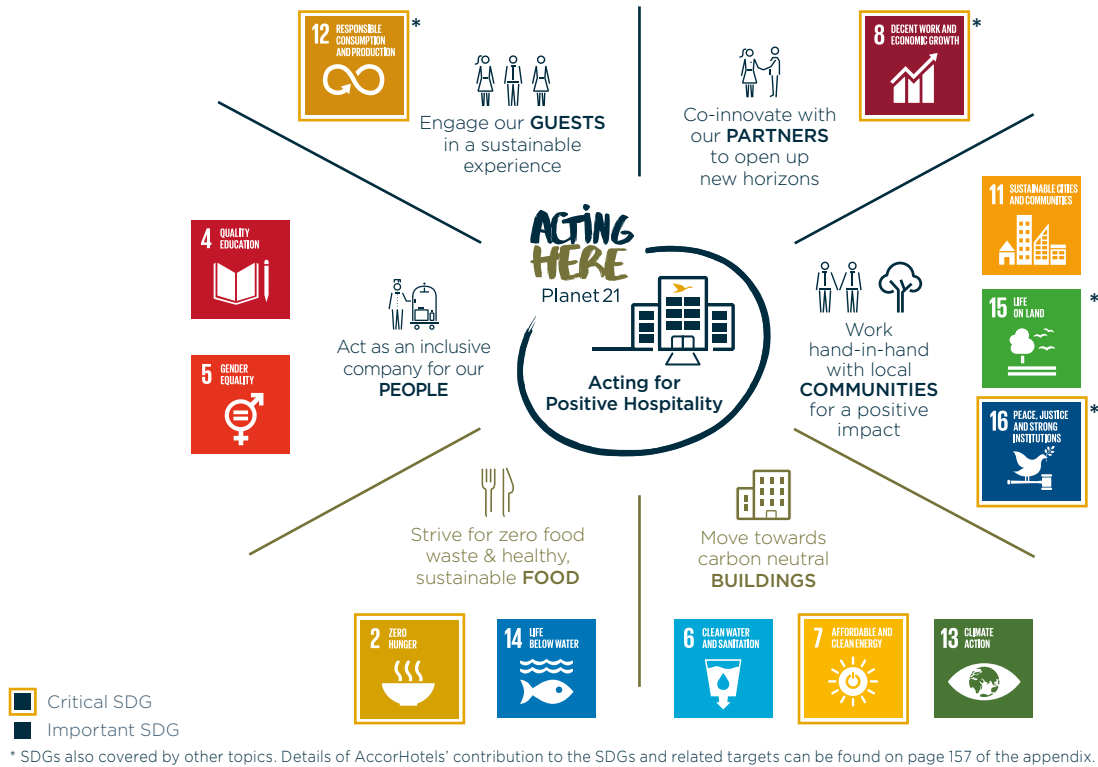 12 RESPONSIBLE
CONSUMPTION
AND PRODUCTION
*
Engage our GUESTS
in a sustainable
experience
8 DECENT WORK AND
ECONOMIC GROWTH
*
Co-innovate with
our PARTNERS
to open up
new horizons
4 QUALITY
EDUCATION
5 GENDER
EQUALITY
Act as an inclusive
company for our
PEOPLE
ACTING
HERE
Planet 21
Acting for
Positive Hospitality
Work
hand-in-hand
with local
COMMUNITIES
for a positive
impact
11 SUSTAINABLE CITIES
AND COMMUNITIES
15 LIFE
ON LAND
*
16 PEACE, JUSTICE
AND STRONG
INSTITUTIONS
*
Strive for zero food
waste & healthy,
sustainable FOOD
2 ZERO
HUNGER
14 LIFE
BELOW WATER
Move towards
carbon neutral
BUILDINGS
6 CLEAN WATER
AND SANITATION
7 AFFORDABLE AND
CLEAN ENERGY
13 CLIMATE
ACTION
Critical SDG
Important SDG
* SDGs also covered by other topics. Details of AccorHotels' contribution to the SDGs and related targets can be found on page 157 of the appendix.